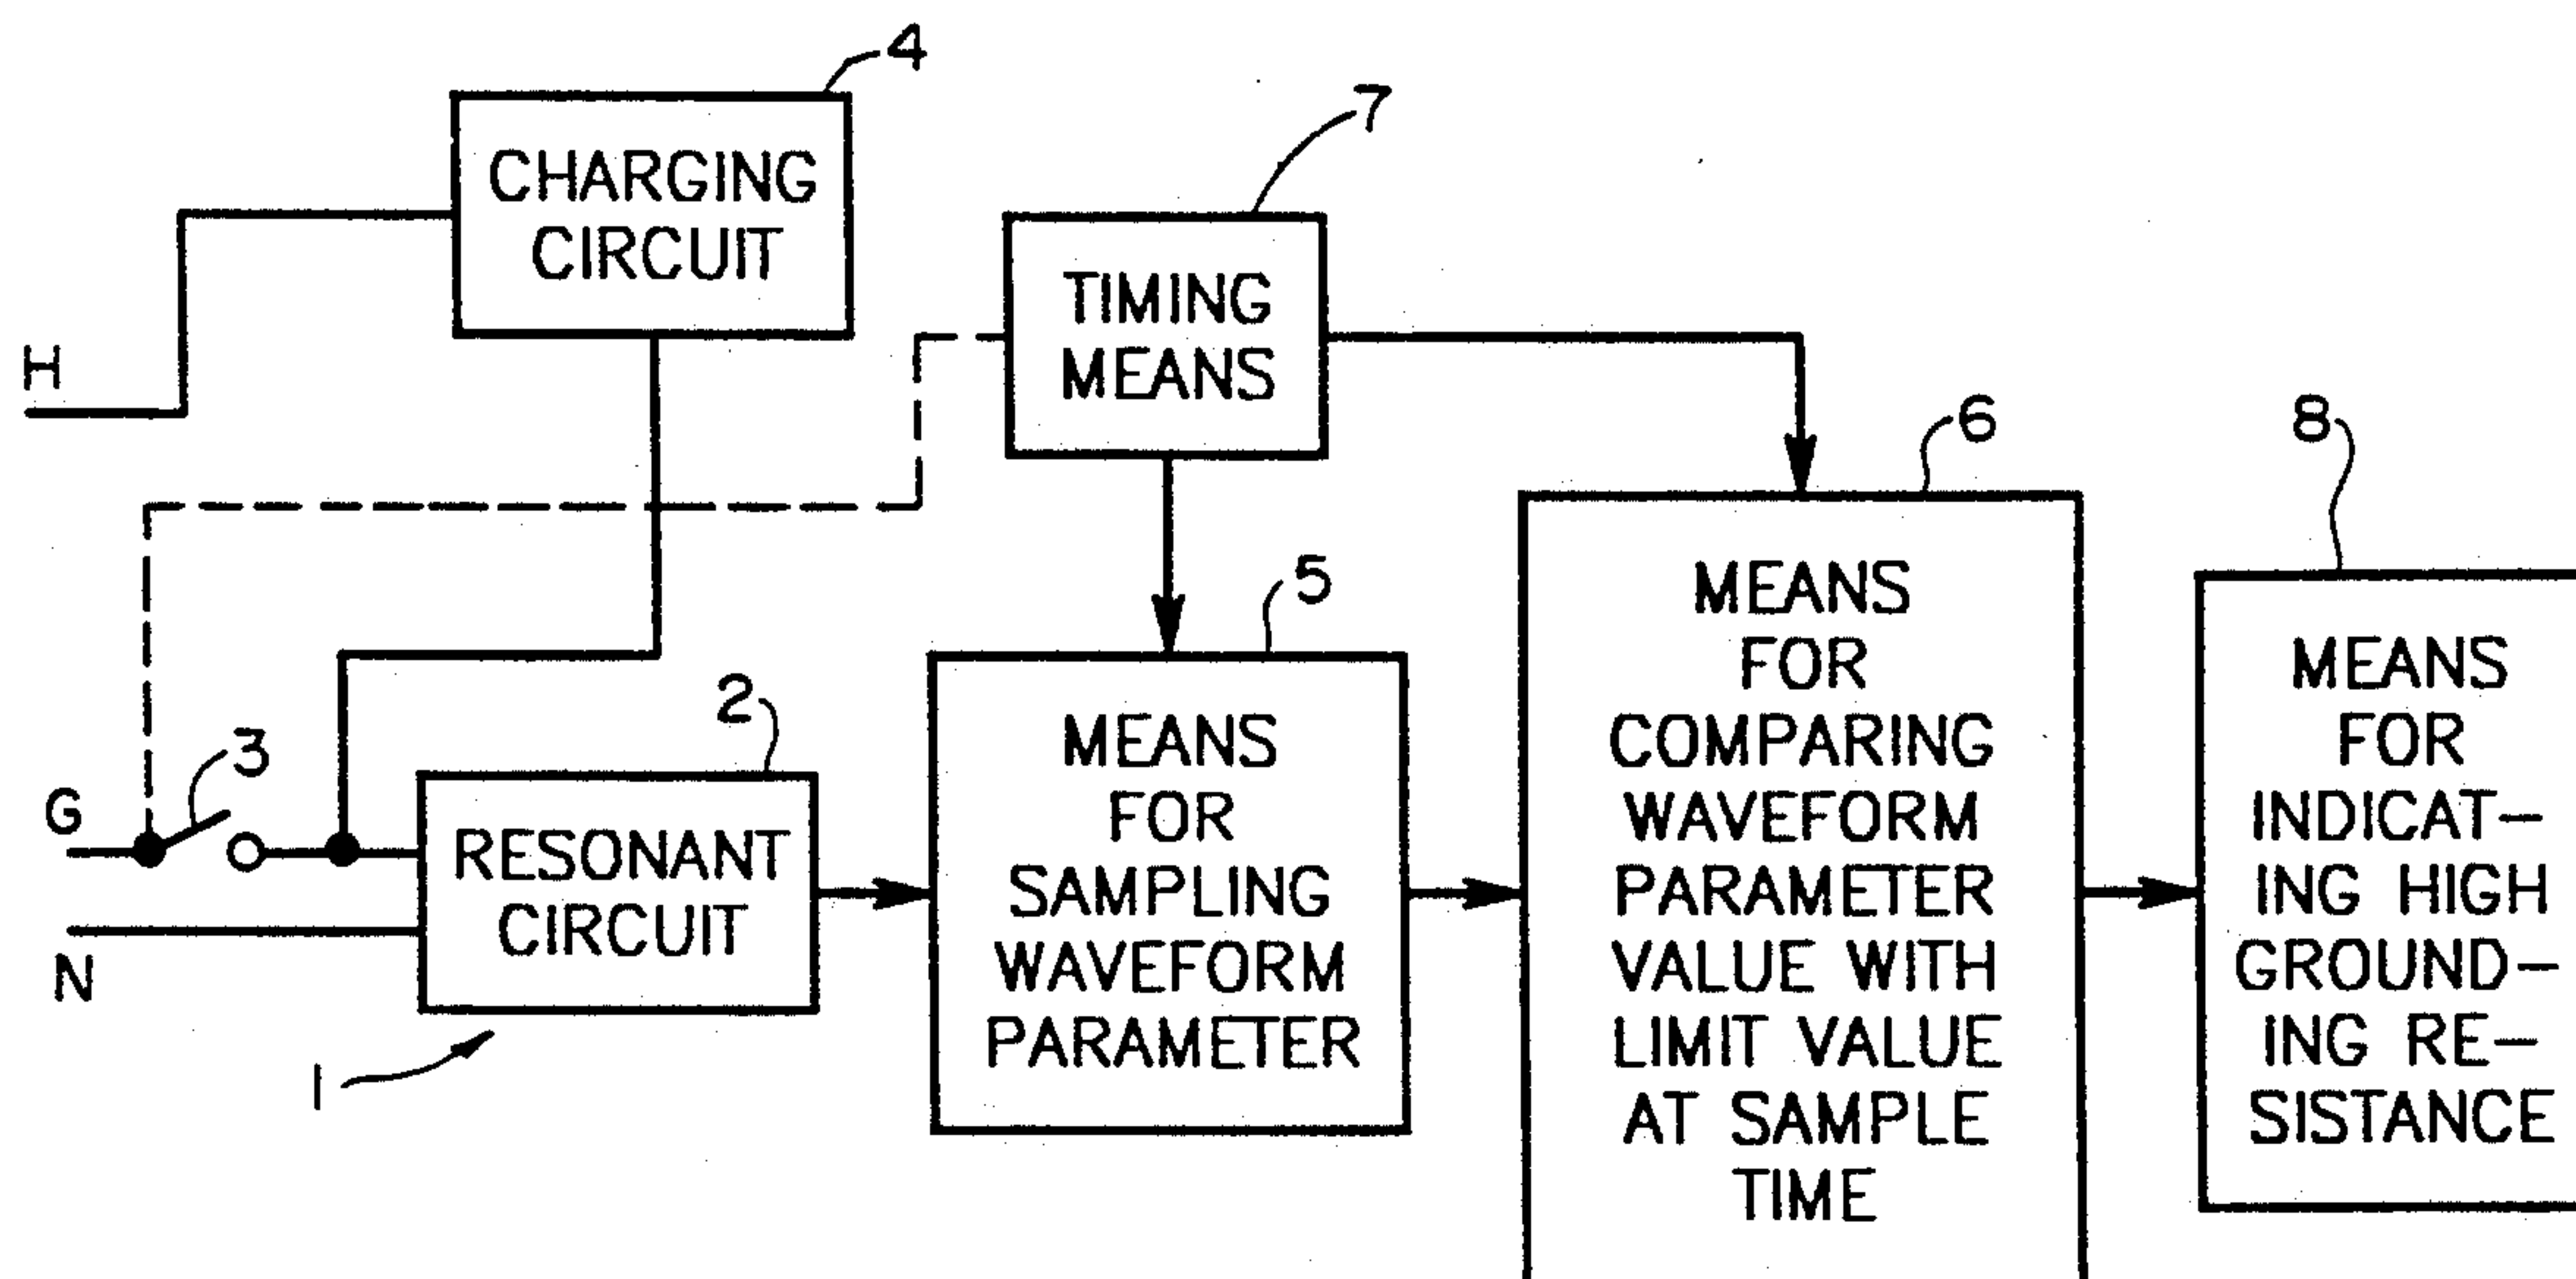 4
CHARGING
CIRCUIT
7
TIMING
MEANS
H
6
8
5
MEANS
FOR
SAMPLING
WAVEFORM
PARAMETER
MEANS
FOR
COMPARING
WAVEFORM
PARAMETER
VALUE WITH
LIMIT VALUE
AT SAMPLE
TIME
MEANS
FOR
INDICAT-
ING HIGH
GROUND-
ING RE-
SISTANCE
2
3
G
RESONANT
CIRCUIT
N
1